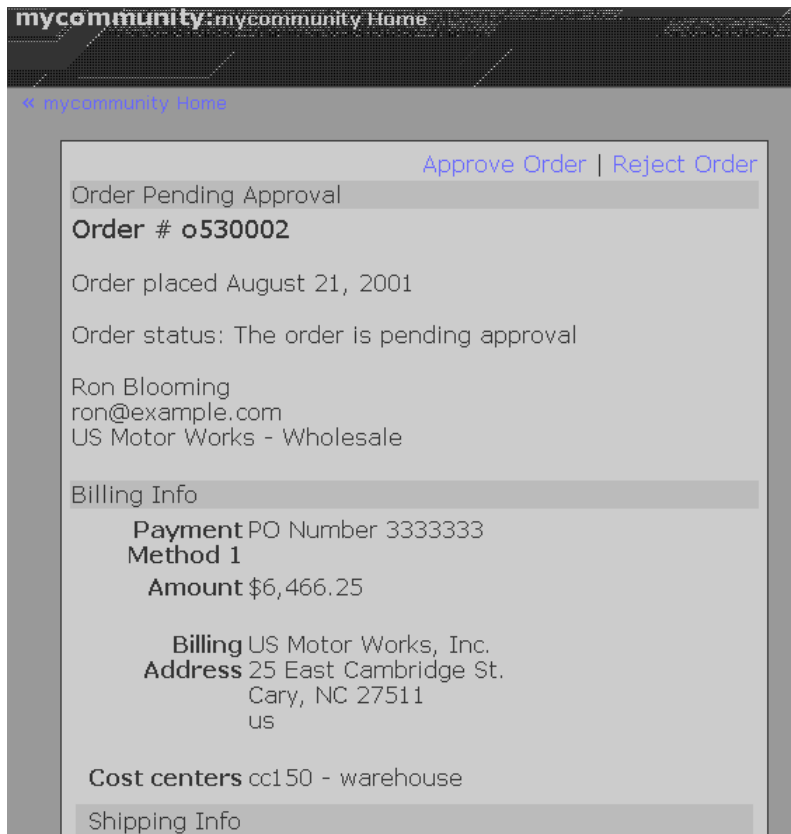 mycommunity:mycommunity Home
« mycommunity Home
Approve Order | Reject Order
Order Pending Approval
Order # o530002
Order placed August 21, 2001
Order status: The order is pending approval
Ron Blooming
ron@example.com
US Motor Works - Wholesale
Billing Info
Payment Method 1 PO Number 3333333
Amount $6,466.25
Billing US Motor Works, Inc.
Address 25 East Cambridge St.
Cary, NC 27511
us
Cost centers cc150 - warehouse
Shipping Info